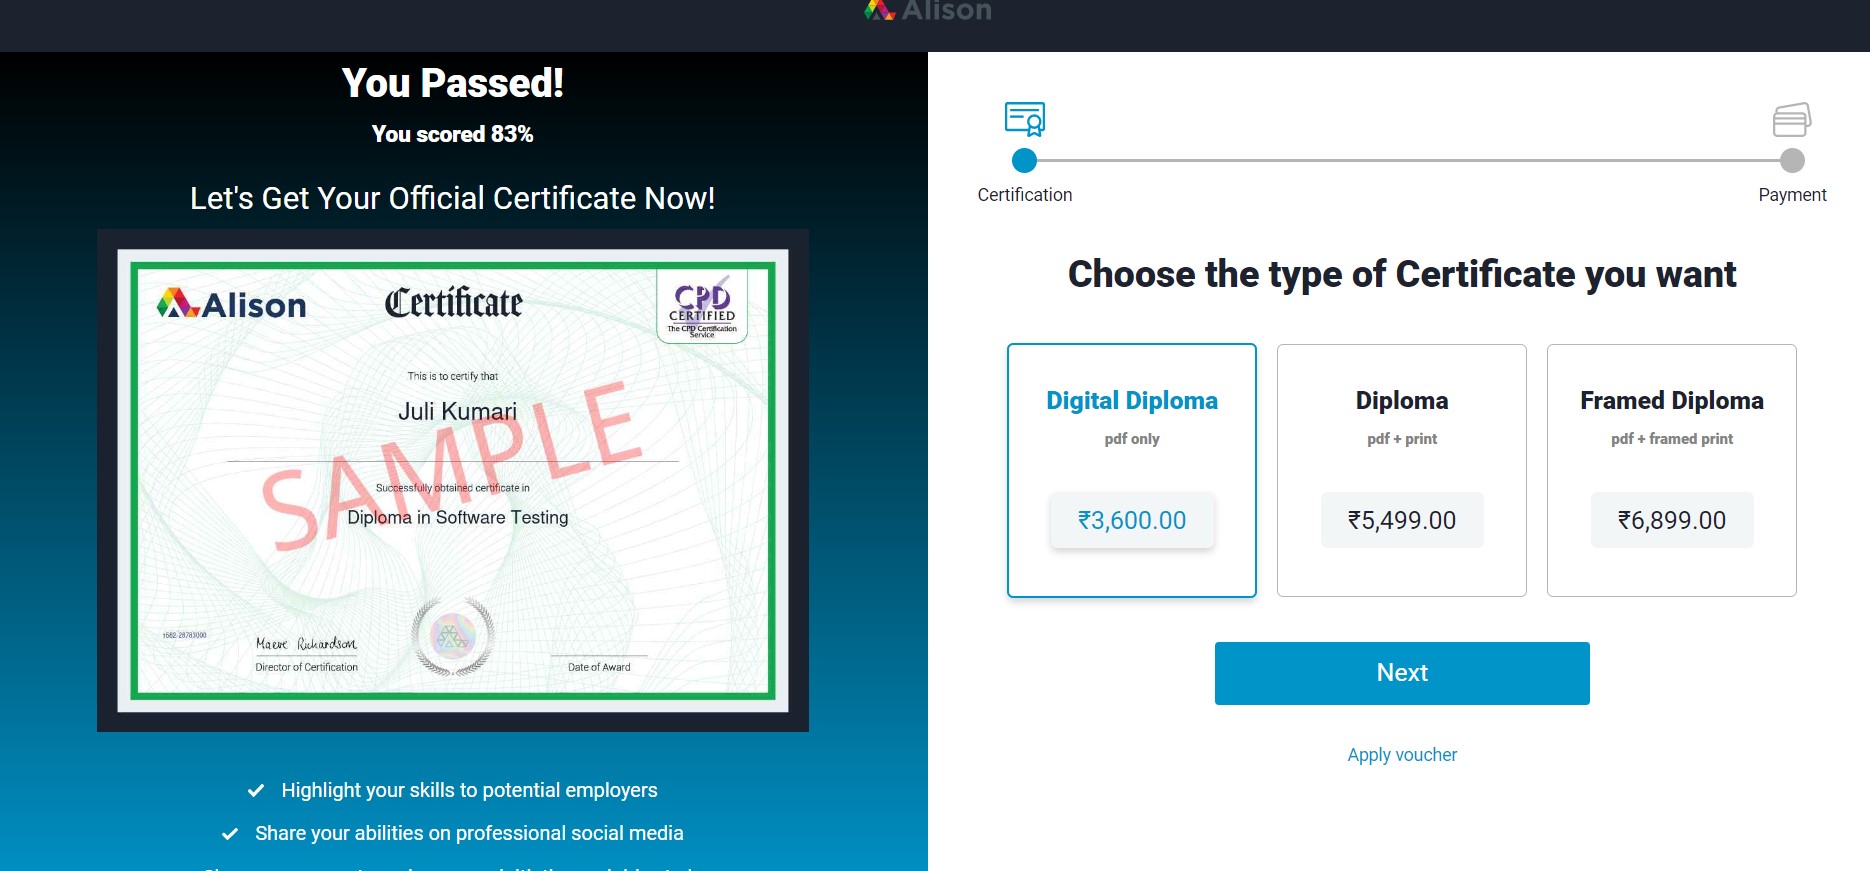 Alison
You Passed!
You scored 83%
Let's Get Your Official Certificate Now!
Alison
Certificate
CPD
CERTIFIED
The CPD Certification
Service
This is to certify that
Juli Kumari
SAMPLE
Successfully obtained certificate in
Diploma in Software Testing
1682-28783000
Maeve Richardson
Director of Certification
Date of Award
Highlight your skills to potential employers
Share your abilities on professional social media
Certification
Payment
Choose the type of Certificate you want
Digital Diploma
pdf only
₹3,600.00
Diploma
pdf + print
₹5,499.00
Framed Diploma
pdf + framed print
₹6,899.00
Next
Apply voucher